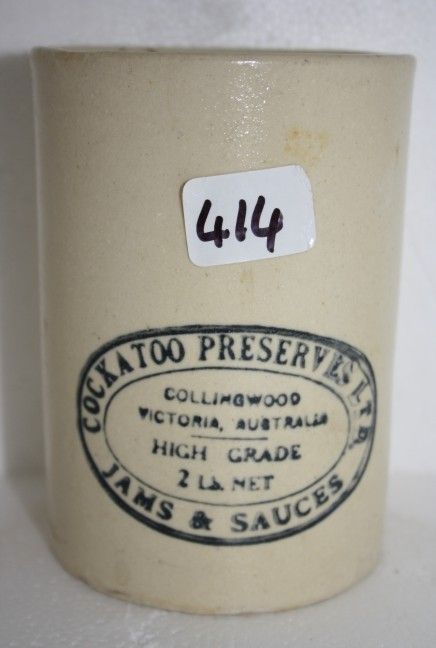 414
COCKATOO PRESERVES LTD.
COLLINGWOOD
VICTORIA, AUSTRALIA
HIGH GRADE
2 LB. NET
JAMS & SAUCES